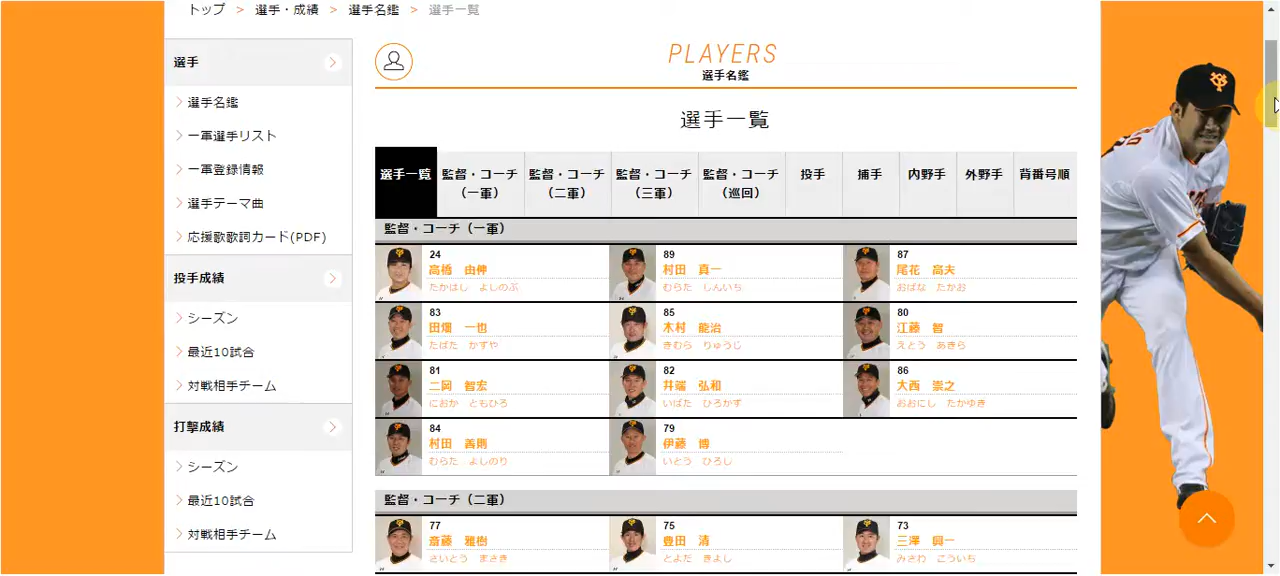 トップ > 選手・成績 > 選手名鑑 > 選手一覧
選手
選手名鑑
一軍選手リスト
一軍登録情報
選手テーマ曲
応援歌歌詞カード(PDF)
投手成績
シーズン
最近10試合
対戦相手チーム
打撃成績
シーズン
最近10試合
対戦相手チーム
PLAYERS
選手名鑑
選手一覧
選手一覧 監督・コーチ（一軍） 監督・コーチ（二軍） 監督・コーチ（三軍） 監督・コーチ（巡回） 投手 捕手 内野手 外野手 背番号順
監督・コーチ（一軍）
24 89 87
高橋 由伸 村田 真一 尾花 高夫
たかはし よしのぶ むらた しんいち おばな たかお
83 85 80
田畑 一也 木村 龍治 江藤 智
たばた かずや きむら りゅうじ えとう あきら
81 82 86
二岡 智宏 井端 弘和 大西 崇之
におか ともひろ いばた ひろかず おおにし たかゆき
84 79
村田 善則 伊藤 博
むらた よしのり いとう ひろし
監督・コーチ（二軍）
77 75 73
斎藤 雅樹 豊田 清 三澤 興一
さいとう まさき とよだ きよし みさわ こういち